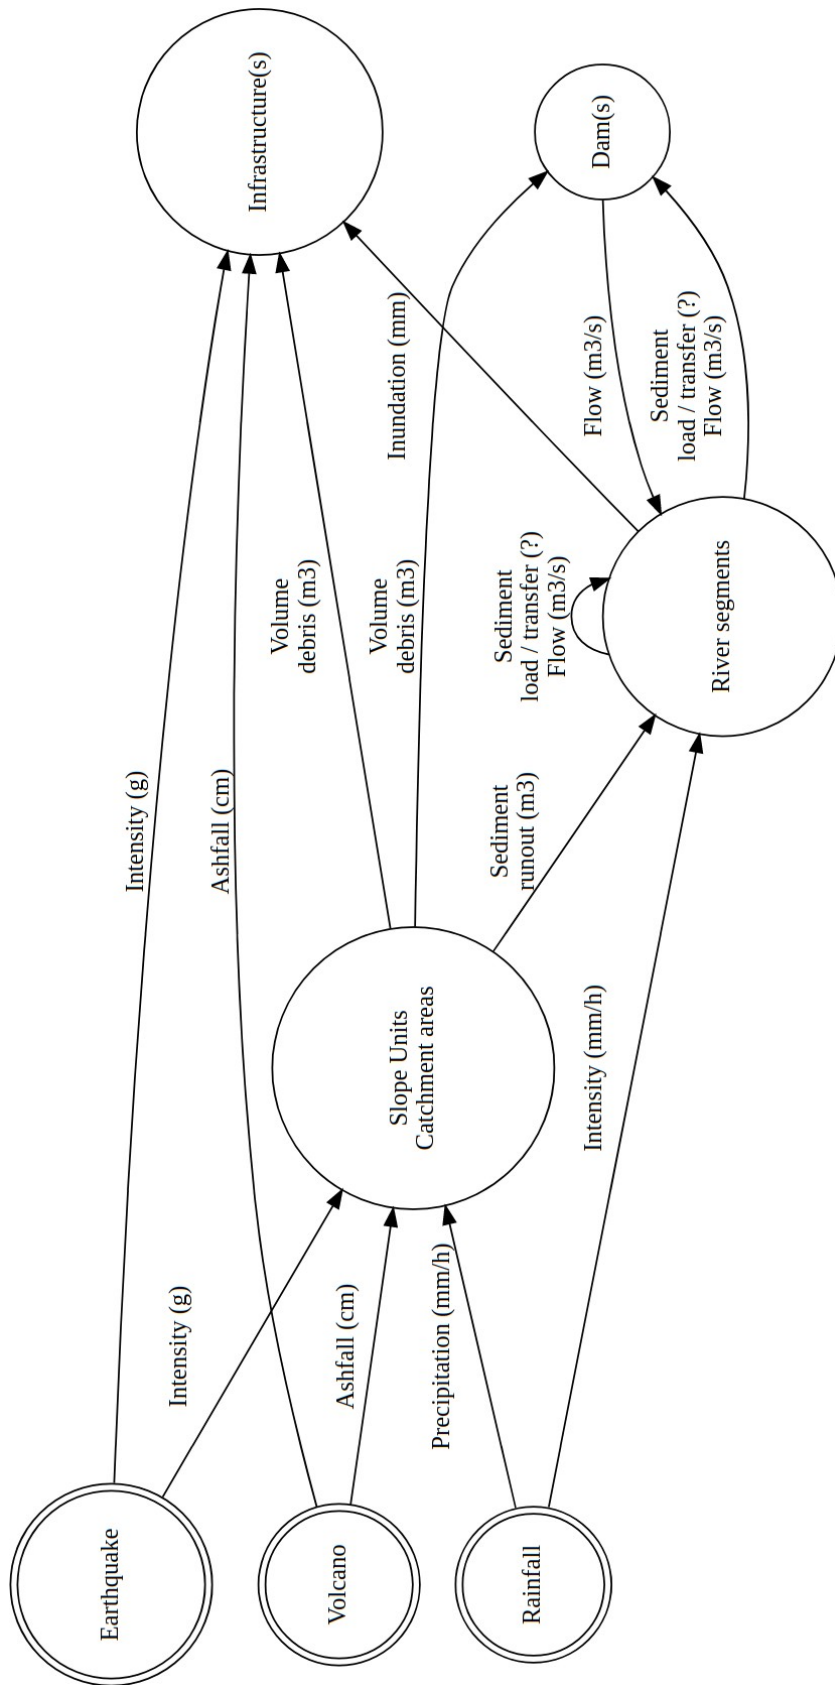 Earthquake
Volcano
Rainfall
Intensity (g)
Ashfall (cm)
Precipitation (mm/h)
Intensity (g)
Ashfall (cm)
Slope Units
Catchment areas
Intensity (mm/h)
Volume
debris (m3)
Volume
debris (m3)
Sediment
runout (m3)
Sediment
load / transfer (?)
Flow (m3/s)
River segments
Inundation (mm)
Flow (m3/s)
Sediment
load / transfer (?)
Flow (m3/s)
Infrastructure(s)
Dam(s)